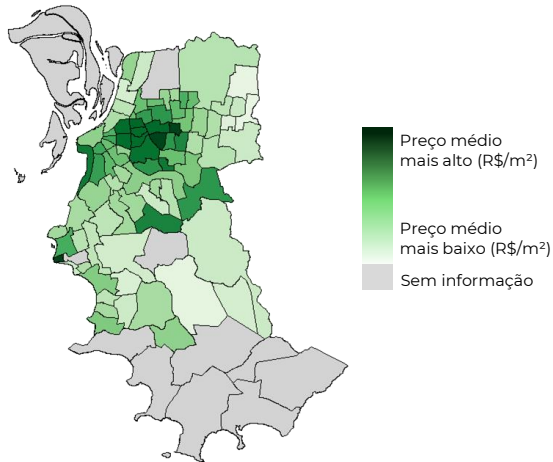 Preço médio
mais alto (R$/m²)
Preço médio
mais baixo (R$/m²)
Sem informação